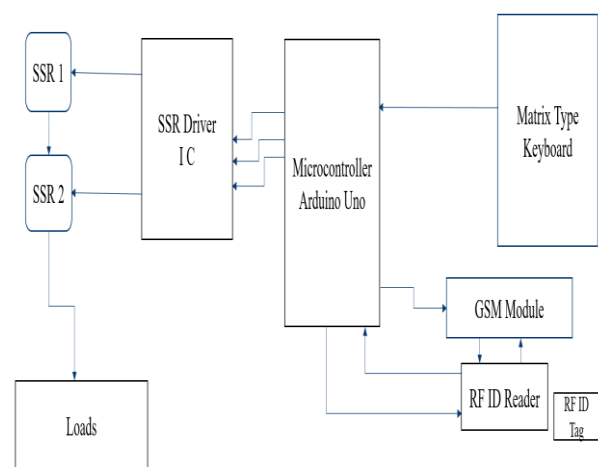 SSR 1
SSR 2
SSR Driver
I C
Microcontroller
Arduino Uno
Matrix Type
Keyboard
GSM Module
RF ID Reader
RF ID
Tag
Loads